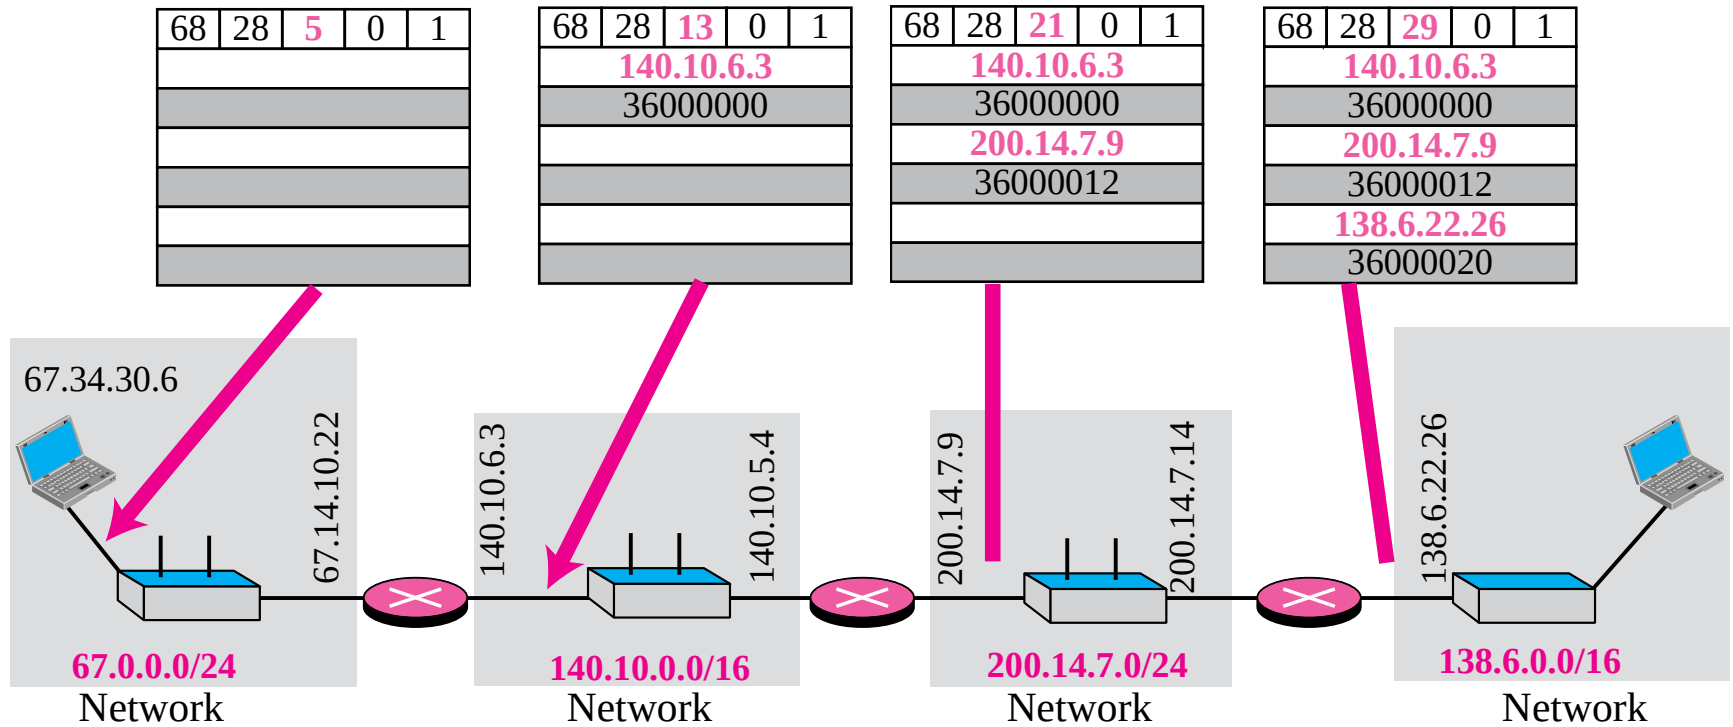 68 28 5 0 1
68 28 13 0 1
140.10.6.3
36000000
68 28 21 0 1
140.10.6.3
36000000
200.14.7.9
36000012
68 28 29 0 1
140.10.6.3
36000000
200.14.7.9
36000012
138.6.22.26
36000020
67.34.30.6
67.14.10.22
140.10.6.3
140.10.5.4
200.14.7.9
200.14.7.14
138.6.22.26
67.0.0.0/24
Network
140.10.0.0/16
Network
200.14.7.0/24
Network
138.6.0.0/16
Network